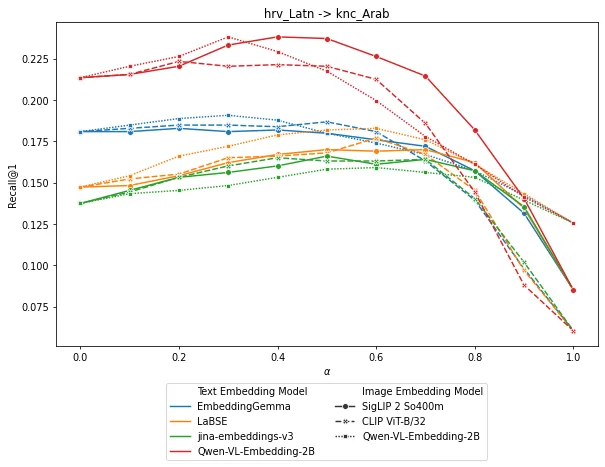 hrv_Latn -> knc_Arab
Recall@1
0.225
0.200
0.175
0.150
0.125
0.100
0.075
0.0
0.2
0.4
0.6
0.8
1.0
α
Text Embedding Model
EmbeddingGemma
LaBSE
jina-embeddings-v3
Qwen-VL-Embedding-2B
Image Embedding Model
SigLIP 2 So400m
CLIP ViT-B/32
Qwen-VL-Embedding-2B